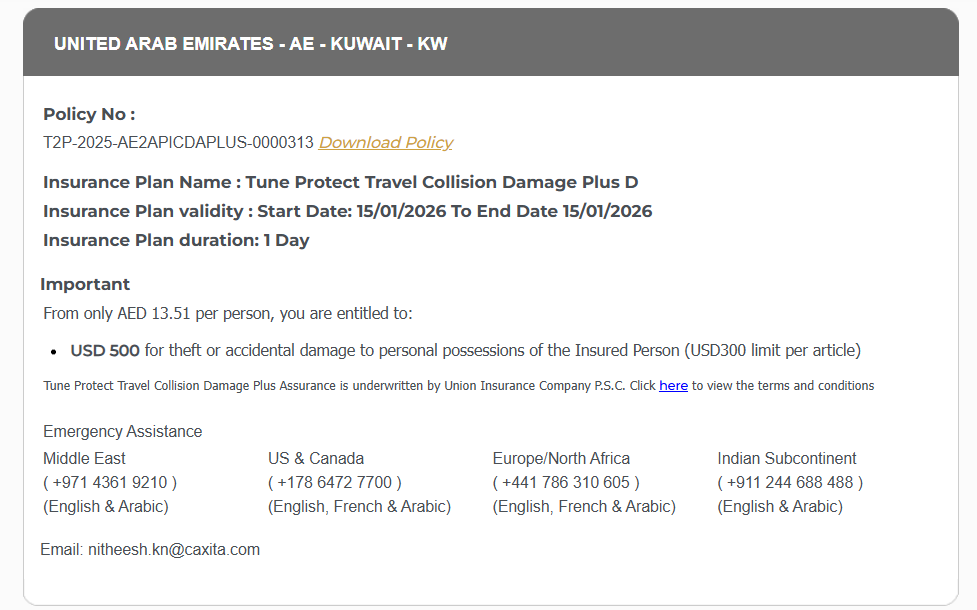 UNITED ARAB EMIRATES - AE - KUWAIT - KW
Policy No :
T2P-2025-AE2APICDAPLUS-0000313 Download Policy
Insurance Plan Name : Tune Protect Travel Collision Damage Plus D
Insurance Plan validity : Start Date: 15/01/2026 To End Date 15/01/2026
Insurance Plan duration: 1 Day
Important
From only AED 13.51 per person, you are entitled to:
• USD 500 for theft or accidental damage to personal possessions of the Insured Person (USD300 limit per article)
Tune Protect Travel Collision Damage Plus Assurance is underwritten by Union Insurance Company P.S.C. Click here to view the terms and conditions
Emergency Assistance
Middle East
( +971 4361 9210 )
(English & Arabic)
US & Canada
( +178 6472 7700 )
(English, French & Arabic)
Europe/North Africa
( +441 786 310 605 )
(English, French & Arabic)
Indian Subcontinent
( +911 244 688 488 )
(English & Arabic)
Email: nitheesh.kn@caxita.com